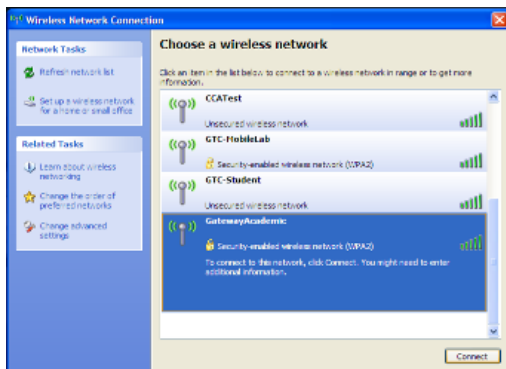 Wireless Network Connection
Network Tasks
Refresh network list
Set up a wireless network
for a home or small office
Related Tasks
Learn about wireless
networking
Change the order of
preferred networks
Change advanced
settings
Choose a wireless network
Click an item in the list below to connect to a wireless network in range or to get more
information.
CCATest
Unsecured wireless network
GTC-MobileLab
Security-enabled wireless network (WPA2)
GTC-Student
Unsecured wireless network
GatewayAcademic
Security-enabled wireless network (WPA2)
To connect to this network, click Connect. You might need to enter
additional information.
Connect